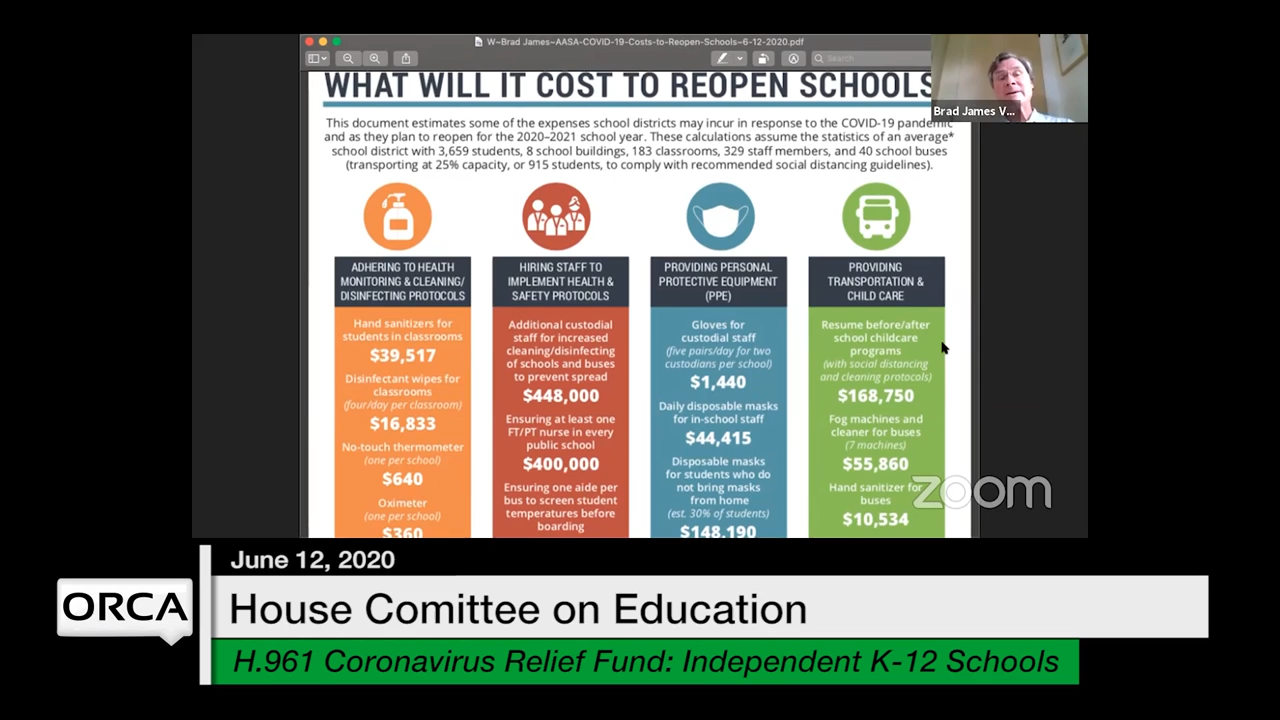 W~Brad James~AASA-COVID-19-Costs-to-Reopen-Schools~6-12-2020.pdf
Search
Brad James V...
WHAT WILL IT COST TO REOPEN SCHOOLS
This document estimates some of the expenses school districts may incur in response to the COVID-19 pandemic
and as they plan to reopen for the 2020–2021 school year. These calculations assume the statistics of an average*
school district with 3,659 students, 8 school buildings, 183 classrooms, 329 staff members, and 40 school buses
(transporting at 25% capacity, or 915 students, to comply with recommended social distancing guidelines).
ADHERING TO HEALTH
MONITORING & CLEANING/
DISINFECTING PROTOCOLS
Hand sanitizers for
students in classrooms
$39,517
Disinfectant wipes for
classrooms
(four/day per classroom)
$16,833
No-touch thermometer
(one per school)
$640
Oximeter
(one per school)
$360
HIRING STAFF TO
IMPLEMENT HEALTH &
SAFETY PROTOCOLS
Additional custodial
staff for increased
cleaning/disinfecting
of schools and buses
to prevent spread
$448,000
Ensuring at least one
FT/PT nurse in every
public school
$400,000
Ensuring one aide per
bus to screen student
temperatures before
boarding
PROVIDING PERSONAL
PROTECTIVE EQUIPMENT
(PPE)
Gloves for
custodial staff
(five pairs/day for two
custodians per school)
$1,440
Daily disposable masks
for in-school staff
$44,415
Disposable masks
for students who do
not bring masks
from home
(est. 30% of students)
$148,190
PROVIDING
TRANSPORTATION &
CHILD CARE
Resume before/after
school childcare
programs
(with social distancing
and cleaning protocols)
$168,750
Fog machines and
cleaner for buses
(7 machines)
$55,860
Hand sanitizer for
buses
$10,534
zoom
June 12, 2020
ORCA
House Comittee on Education
H.961 Coronavirus Relief Fund: Independent K-12 Schools